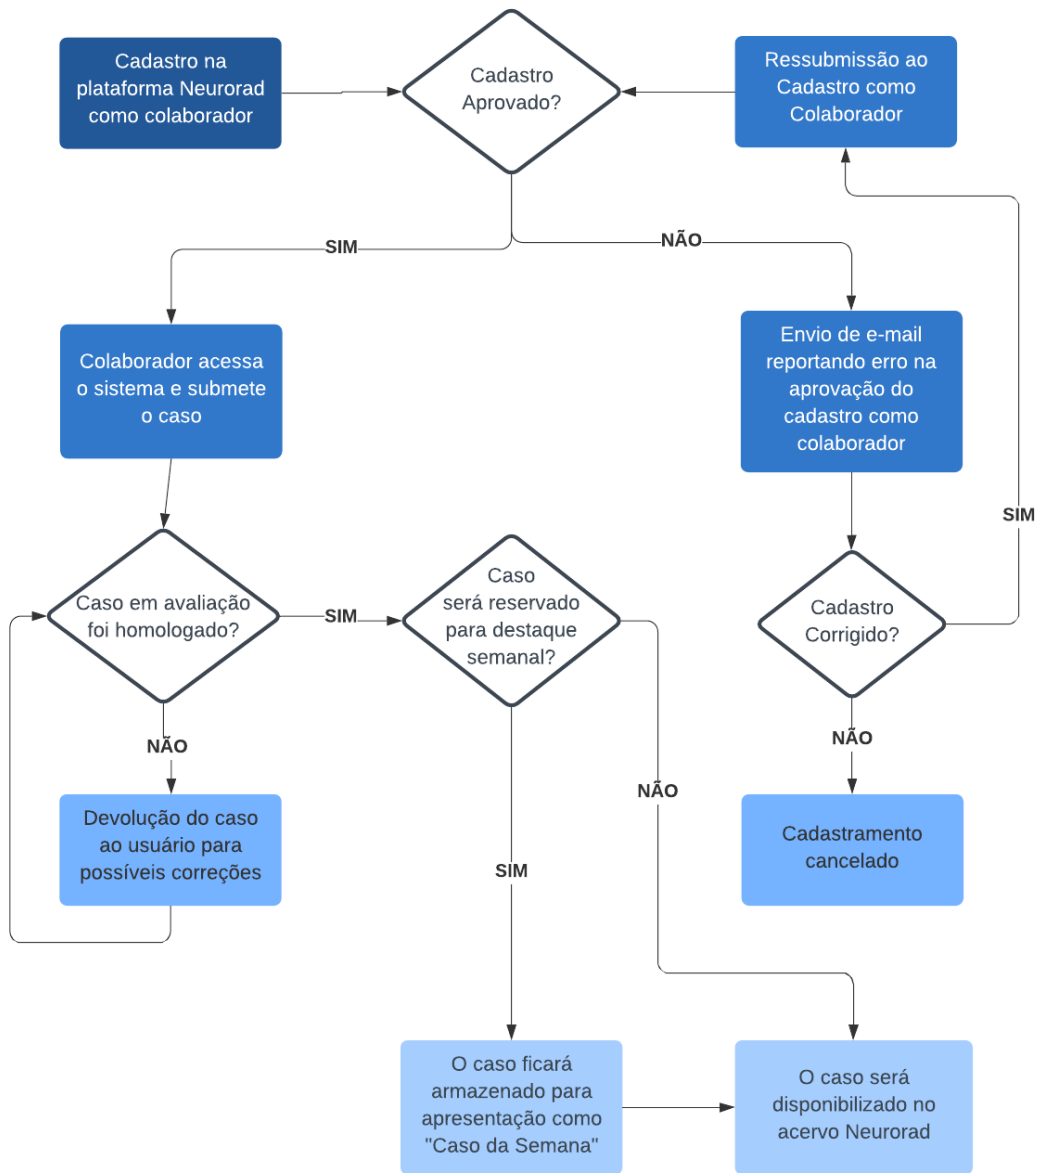 Cadastro na
plataforma Neurorad
como colaborador
Cadastro
Aprovado?
Ressubmissão ao
Cadastro como
Colaborador
SIM
NÃO
Colaborador acessa
o sistema e submete
o caso
Envio de e-mail
reportando erro na
aprovação do
cadastro como
colaborador
SIM
Caso em avaliação
foi homologado?
SIM
Caso
será reservado
para destaque
semanal?
Cadastro
Corrigido?
NÃO
NÃO
NÃO
Devolução do caso
ao usuário para
possíveis correções
Cadastramento
cancelado
SIM
O caso ficará
armazenado para
apresentação como
"Caso da Semana"
O caso será
disponibilizado no
acervo Neurorad